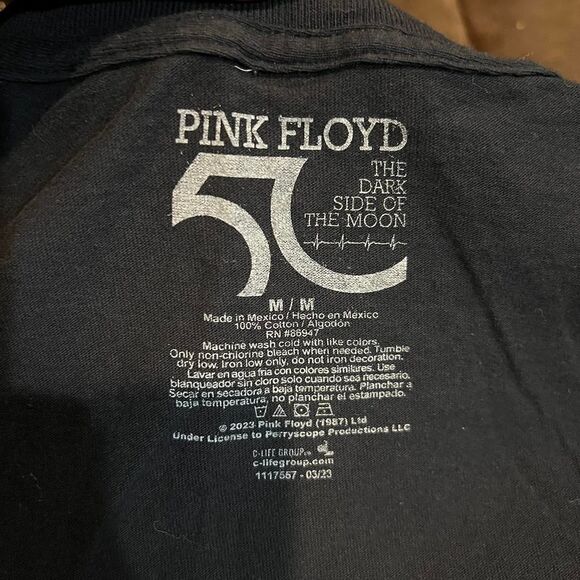 PINK FLOYD
50
THE
DARK
SIDE OF
THE MOON
M / M
Made in Mexico / Hecho en México
100% Cotton / Algodón
RN #86947
Machine wash cold with like colors.
Only non-chlorine bleach when needed. Tumble
dry low. Iron low only, do not iron decoration.
Lavar en agua fria con colores similares. Use
blanqueador sin cloro solo cuando sea necesario.
Secar en secadora a baja temperatura. Planchar a
baja temperatura, no planchar el estampado.
© 2023 Pink Floyd (1987) Ltd
Under License to Perryscope Productions LLC
C-LIFE GROUP
c-lifegroup.com
1117557 - 03/23